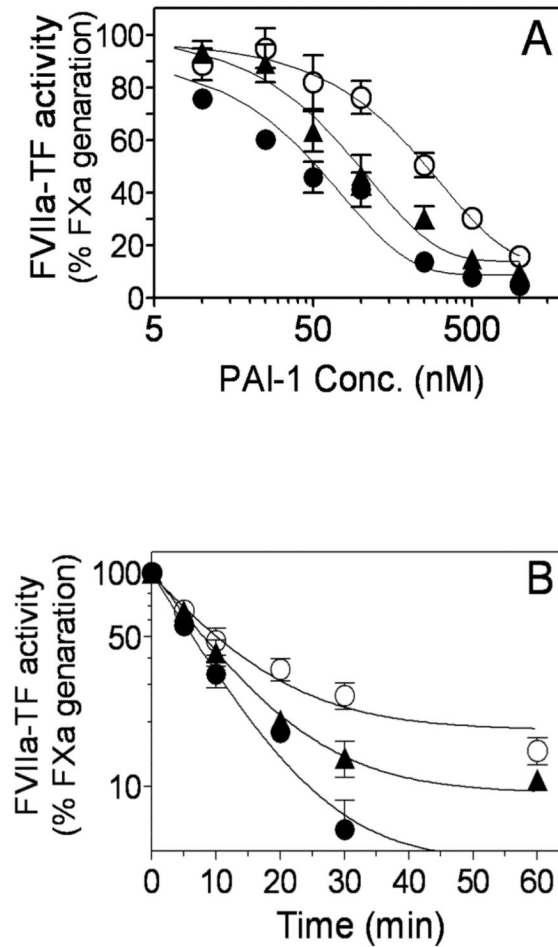 A
FVIIa-TF activity
(% FXa genaration)
100
80
60
40
20
0
5 50 500
PAI-1 Conc. (nM)
B
FVIIa-TF activity
(% FXa genaration)
100
50
10
0 10 20 30 40 50 60
Time (min)